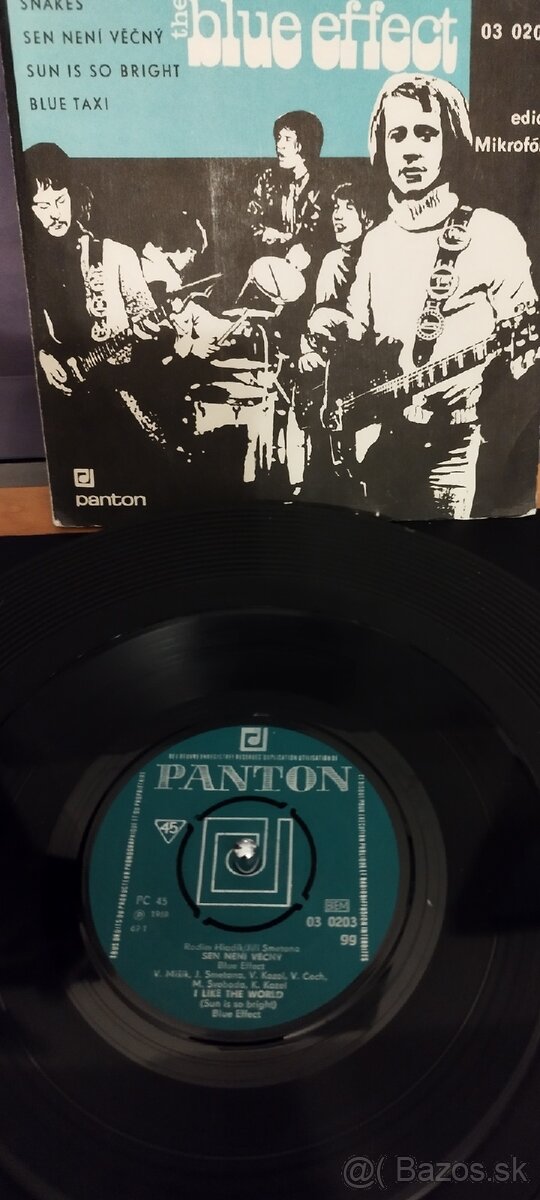 SNAKES
SEN NENÍ VĚČNÝ
SUN IS SO BRIGHT
BLUE TAXI
the
blue effect
03 020
edic
Mikrofó
panton
PANTON
45
PC 45
BIEM
03 0203
Radim Hladík/Jiří Smetana
SEN NENÍ VĚČNÝ
Blue Effect
V. Mišík, J. Smetana, V. Kozel, V. Čech,
M. Svoboda, K. Kozel
I LIKE THE WORLD
(Sun is so bright)
Blue Effect
@( Bazos.sk